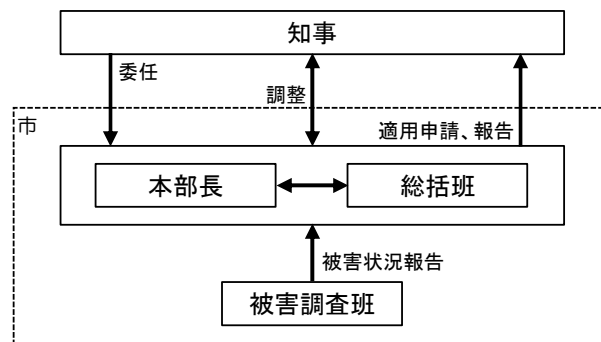 知事
委任
調整
適用申請、報告
市
本部長
総括班
被害状況報告
被害調査班